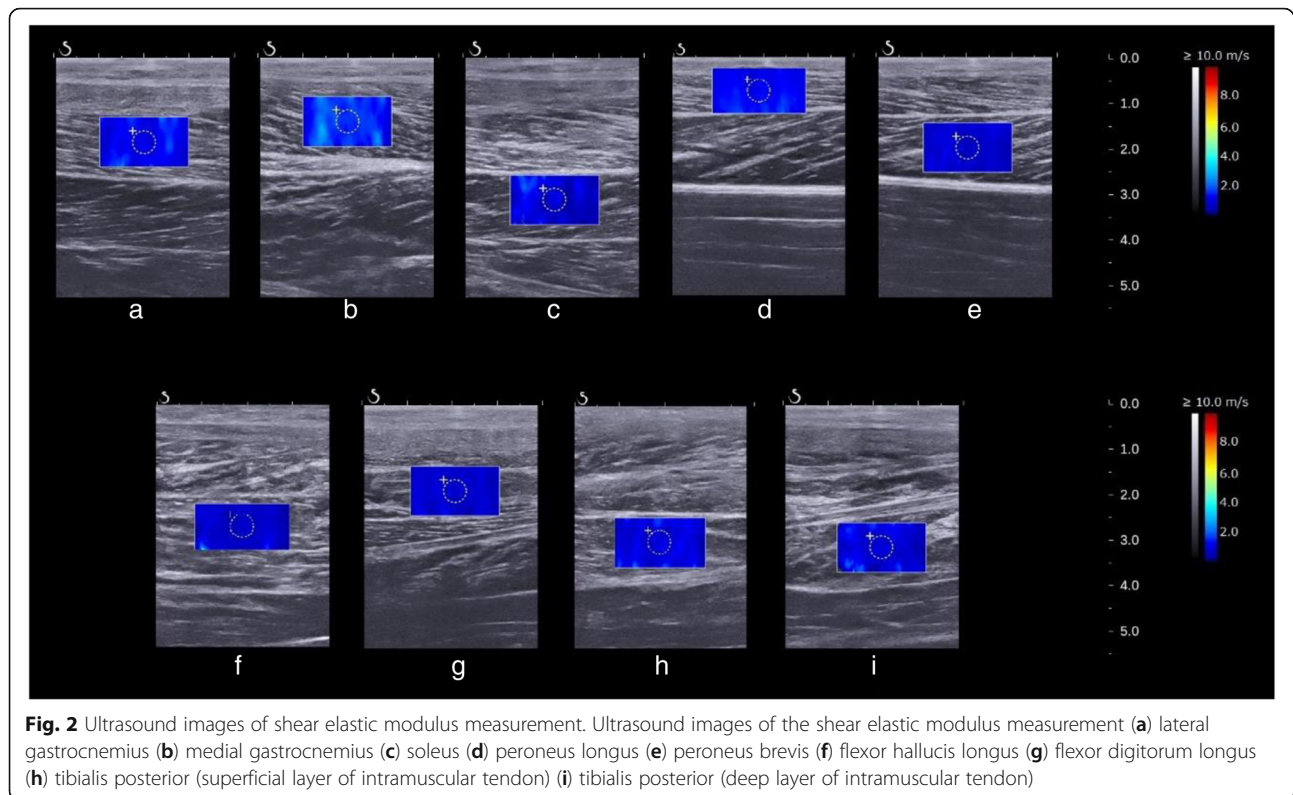 ≥ 10.0 m/s
0.0
1.0
2.0
3.0
4.0
5.0
8.0
6.0
4.0
2.0
a
b
c
d
e
≥ 10.0 m/s
0.0
1.0
2.0
3.0
4.0
5.0
8.0
6.0
4.0
2.0
f
g
h
i
Fig. 2 Ultrasound images of shear elastic modulus measurement. Ultrasound images of the shear elastic modulus measurement (a) lateral
gastrocnemius (b) medial gastrocnemius (c) soleus (d) peroneus longus (e) peroneus brevis (f) flexor hallucis longus (g) flexor digitorum longus
(h) tibialis posterior (superficial layer of intramuscular tendon) (i) tibialis posterior (deep layer of intramuscular tendon)